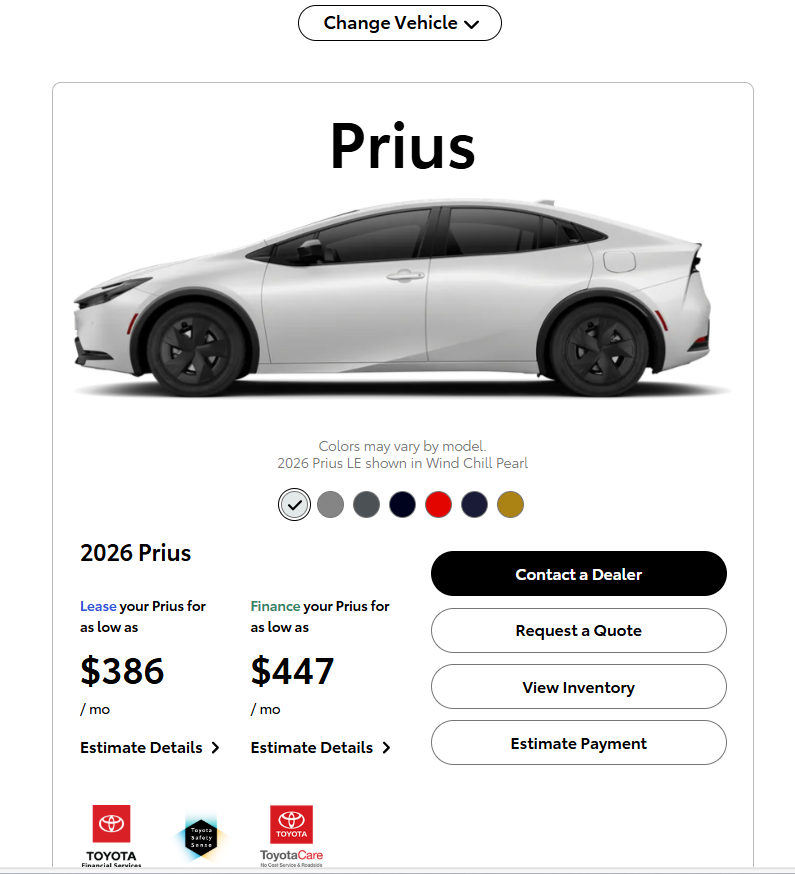 Change Vehicle
Prius
Colors may vary by model.
2026 Prius LE shown in Wind Chill Pearl
2026 Prius
Lease your Prius for
as low as
$386
/ mo
Estimate Details
Finance your Prius for
as low as
$447
/ mo
Estimate Details
Contact a Dealer
Request a Quote
View Inventory
Estimate Payment
TOYOTA
Financial Services
Toyota
Safety
Sense
TOYOTA
ToyotaCare
No Cost Service & Roadside